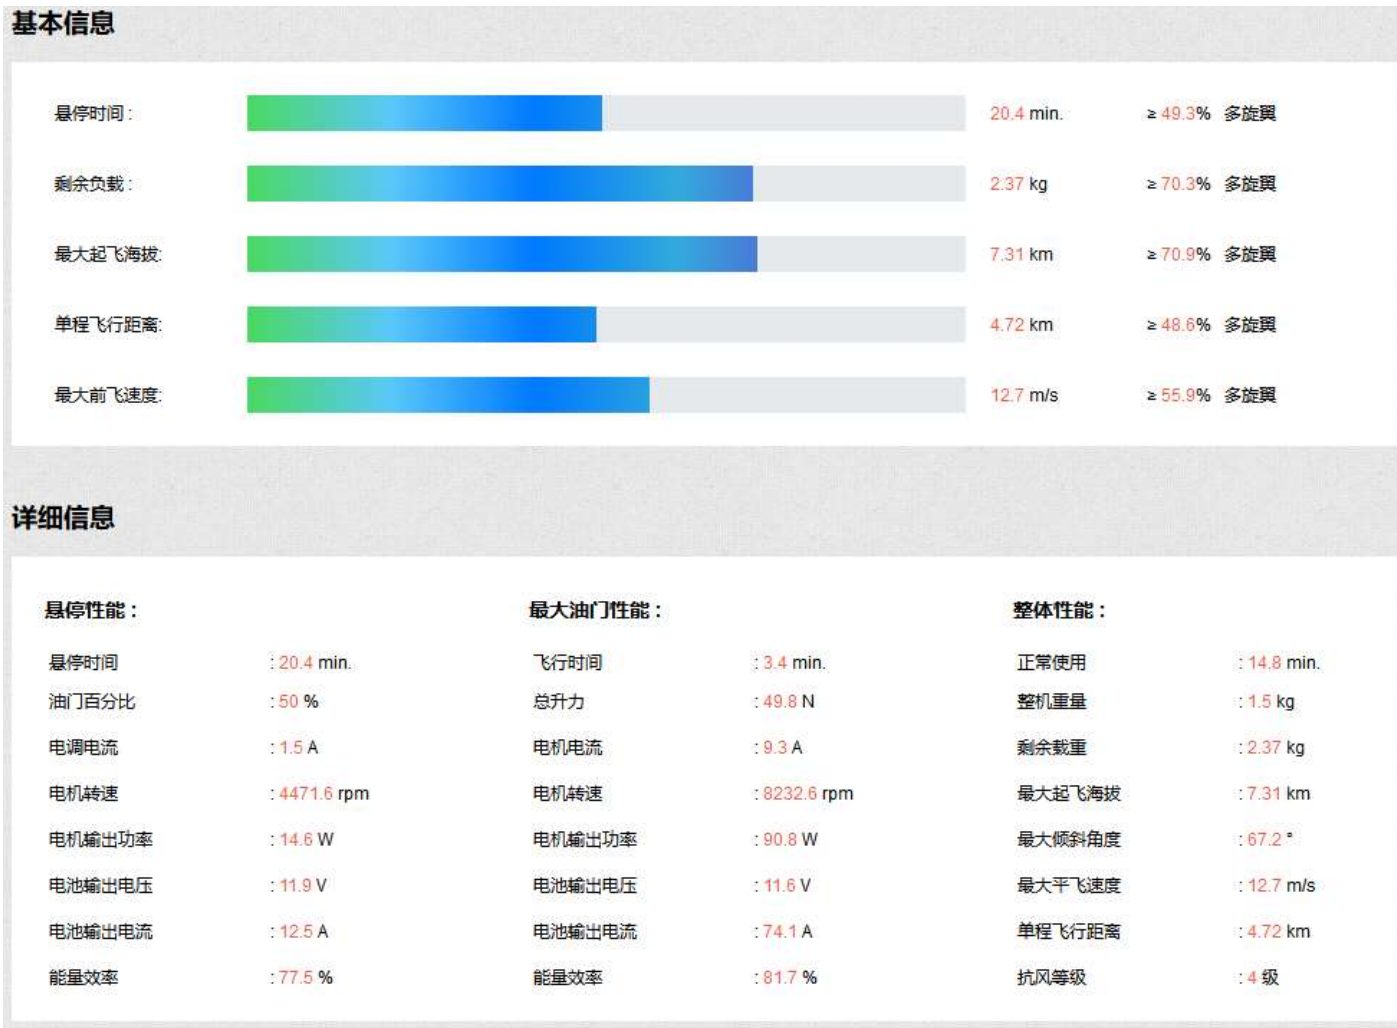 基本信息
悬停时间 : 20.4 min. ≥ 49.3% 多旋翼
剩余负载 : 2.37 kg ≥ 70.3% 多旋翼
最大起飞海拔: 7.31 km ≥ 70.9% 多旋翼
单程飞行距离: 4.72 km ≥ 48.6% 多旋翼
最大前飞速度: 12.7 m/s ≥ 55.9% 多旋翼
详细信息
悬停性能 : 最大油门性能 : 整体性能 :
悬停时间 : 20.4 min. 飞行时间 : 3.4 min. 正常使用 : 14.8 min.
油门百分比 : 50 % 总升力 : 49.8 N 整机重量 : 1.5 kg
电调电流 : 1.5 A 电机电流 : 9.3 A 剩余载重 : 2.37 kg
电机转速 : 4471.6 rpm 电机转速 : 8232.6 rpm 最大起飞海拔 : 7.31 km
电机输出功率 : 14.6 W 电机输出功率 : 90.8 W 最大倾斜角度 : 67.2 °
电池输出电压 : 11.9 V 电池输出电压 : 11.6 V 最大平飞速度 : 12.7 m/s
电池输出电流 : 12.5 A 电池输出电流 : 74.1 A 单程飞行距离 : 4.72 km
能量效率 : 77.5 % 能量效率 : 81.7 % 抗风等级 : 4 级